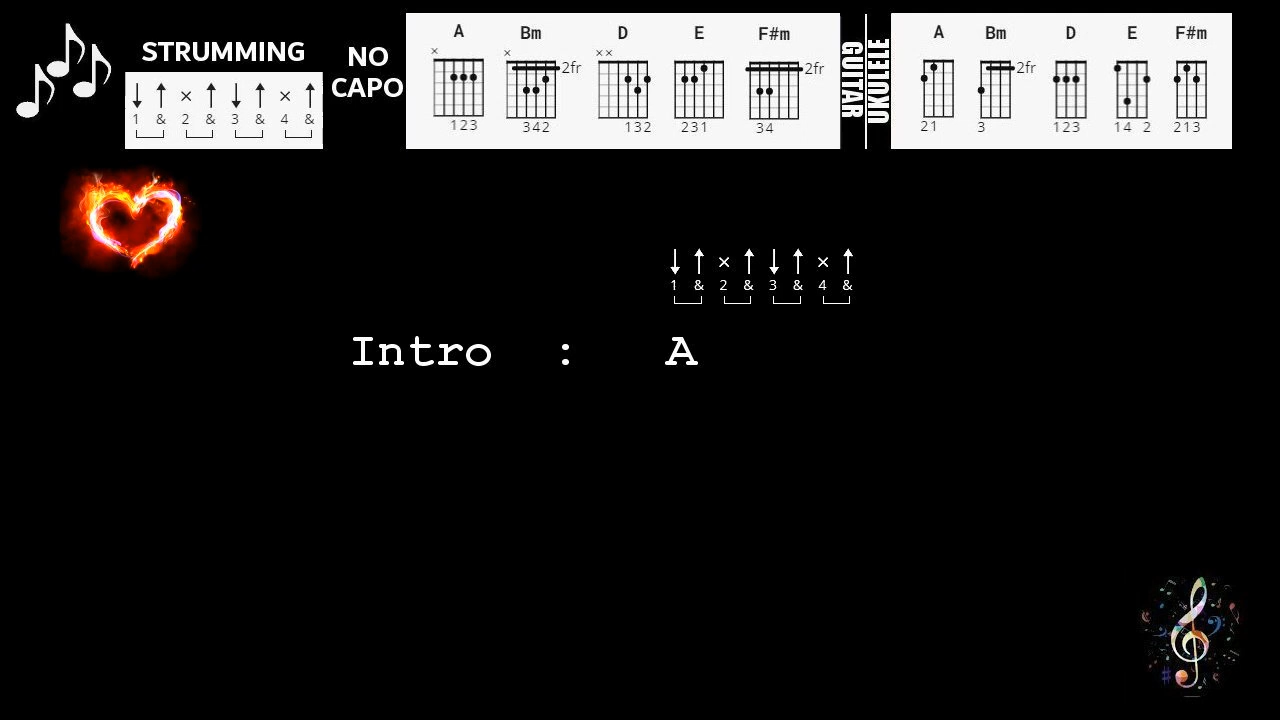 STRUMMING
1 & 2 & 3 & 4 &
NO
CAPO
A Bm D E F#m
× × ××
2fr 2fr
123 342 132 231 34
GUITAR
UKULELE
A Bm D E F#m
2fr
21 3 123 14 2 213
1 & 2 & 3 & 4 &
Intro : A